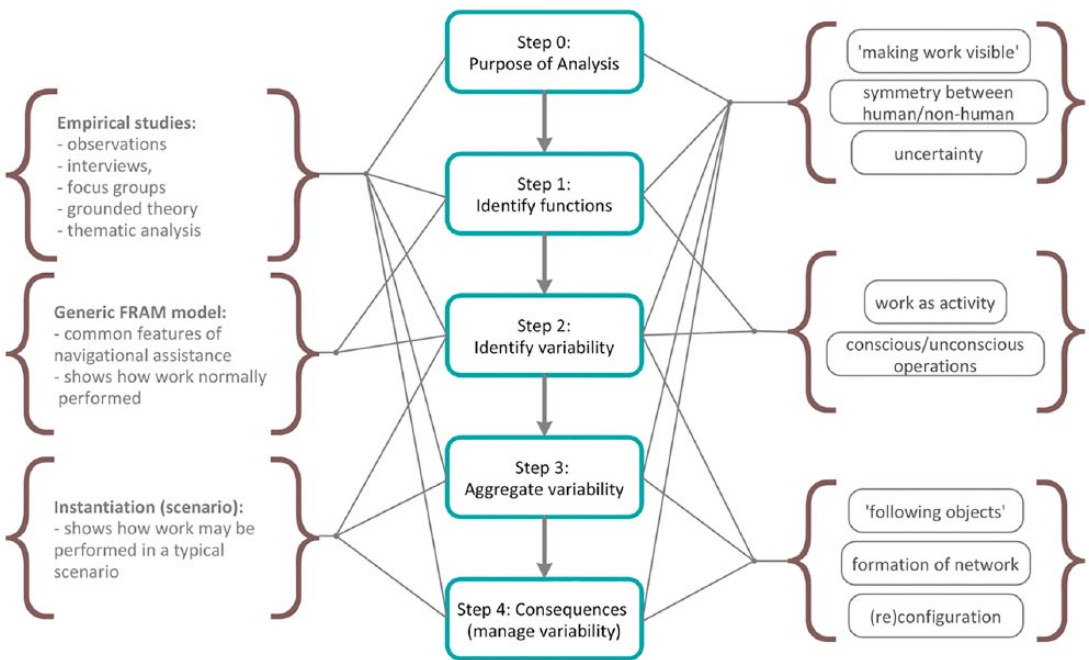 Empirical studies:
- observations
- interviews,
- focus groups
- grounded theory
- thematic analysis
Generic FRAM model:
- common features of
navigational assistance
- shows how work normally
performed
Instantiation (scenario):
- shows how work may be
performed in a typical
scenario
Step 0:
Purpose of Analysis
Step 1:
Identify functions
Step 2:
Identify variability
Step 3:
Aggregate variability
Step 4: Consequences
(manage variability)
'making work visible'
symmetry between
human/non-human
uncertainty
work as activity
conscious/unconscious
operations
'following objects'
formation of network
(re)configuration